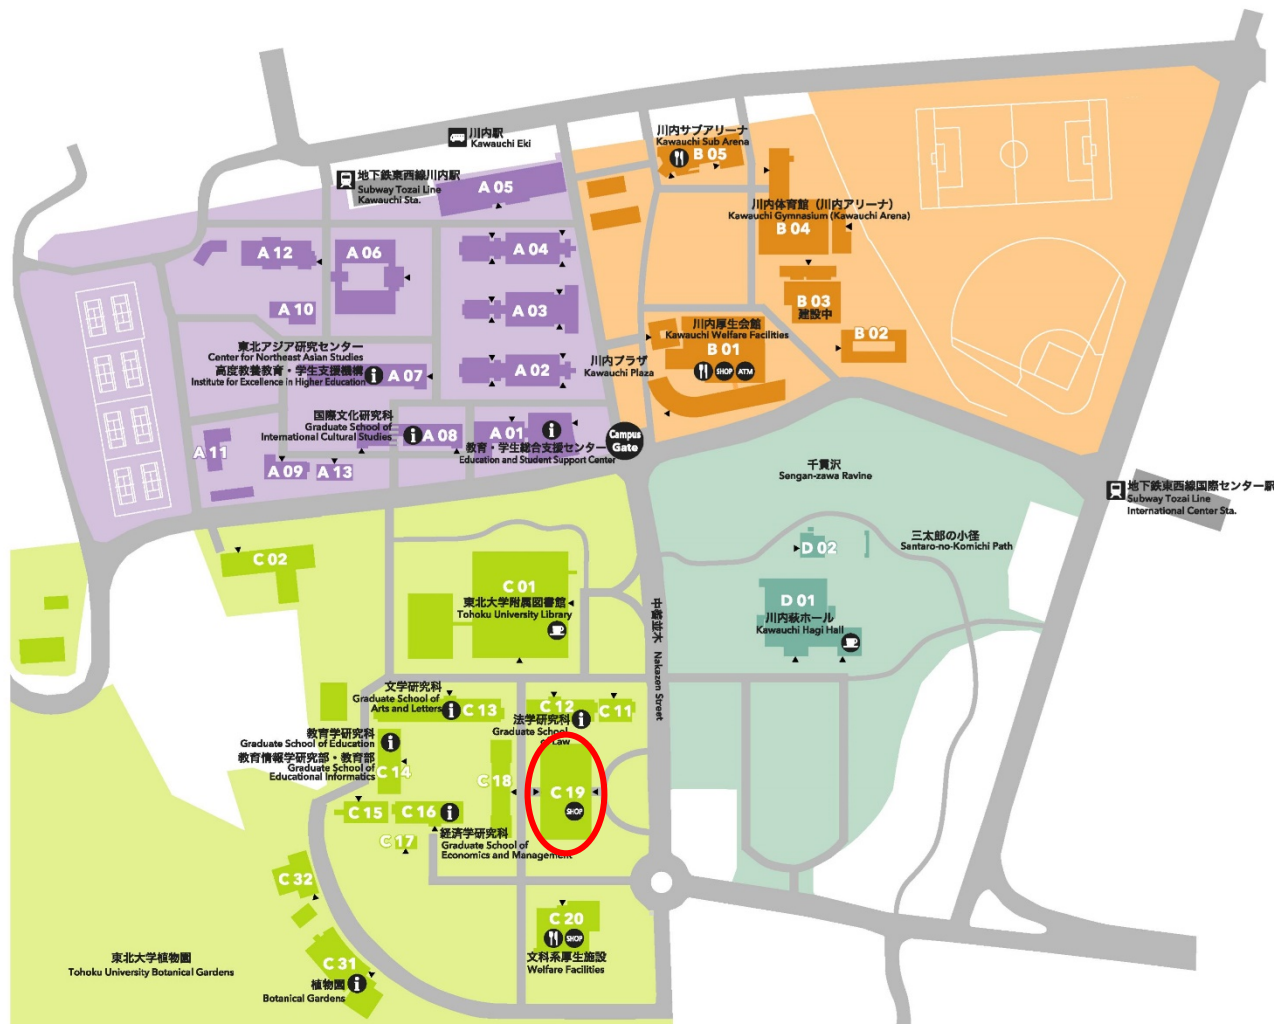 川内駅
Kawauchi Eki
地下鉄東西線川内駅
Subway Tozai Line
Kawauchi Sta.
A 05
川内サブアリーナ
Kawauchi Sub Arena
B 05
川内体育館（川内アリーナ）
Kawauchi Gymnasium (Kawauchi Arena)
B 04
A 12
A 06
A 04
A 10
A 03
B 03
建設中
B 02
東北アジア研究センター
Center for Northeast Asian Studies
高度教養教育・学生支援機構
Institute for Excellence in Higher Education
A 07
A 02
川内プラザ
Kawauchi Plaza
川内厚生会館
Kawauchi Welfare Facilities
B 01
SHOP
ATM
国際文化研究科
Graduate School of
International Cultural Studies
A 08
A 01
教育・学生総合支援センター
Education and Student Support Center
Campus
Gate
A 11
A 09
A 13
千貫沢
Sengan-zawa Ravine
地下鉄東西線国際センター駅
Subway Tozai Line
International Center Sta.
三太郎の小径
Santaro-no-Komichi Path
D 02
C 02
C 01
東北大学附属図書館
Tohoku University Library
中善並木 Nakazen Street
D 01
川内萩ホール
Kawauchi Hagi Hall
文学研究科
Graduate School of
Arts and Letters
C 13
C 12
C 11
法学研究科
Graduate School
of Law
教育学研究科
Graduate School of Education
教育情報学研究部・教育部
Graduate School of
Educational Informatics
C 14
C 18
C 19
SHOP
C 15
C 16
C 17
経済学研究科
Graduate School of
Economics and Management
C 32
C 20
SHOP
文科系厚生施設
Welfare Facilities
東北大学植物園
Tohoku University Botanical Gardens
C 31
植物園
Botanical Gardens